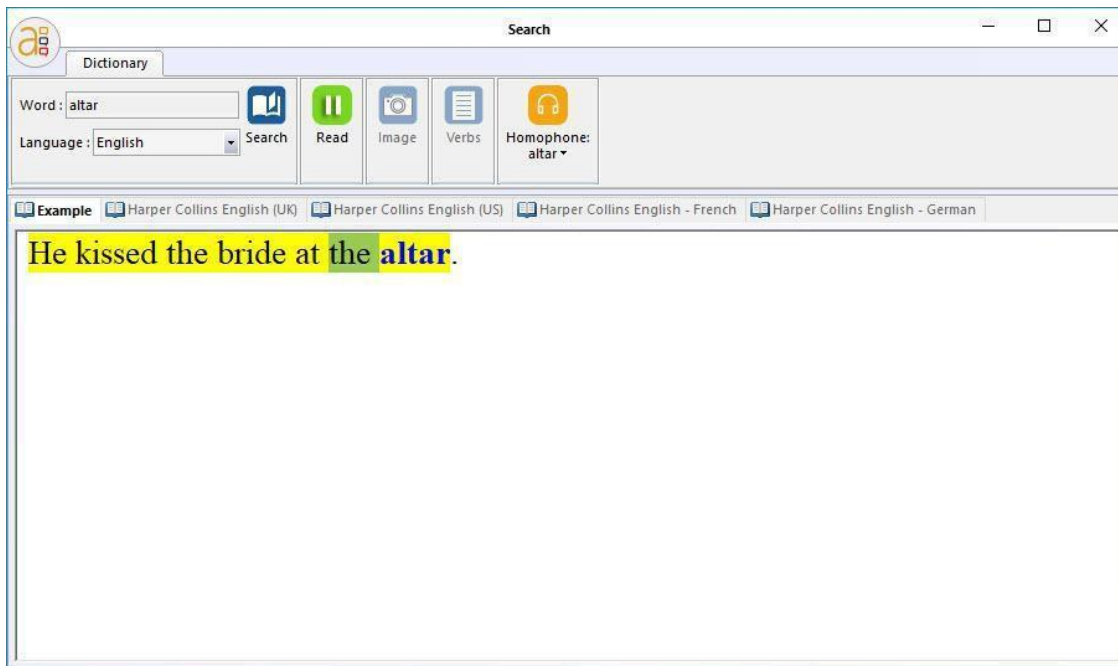 Search
Dictionary
Word : altar
Language : English
Search
Read
Image
Verbs
Homophone:
altar
Example
Harper Collins English (UK)
Harper Collins English (US)
Harper Collins English - French
Harper Collins English - German
He kissed the bride at the altar.